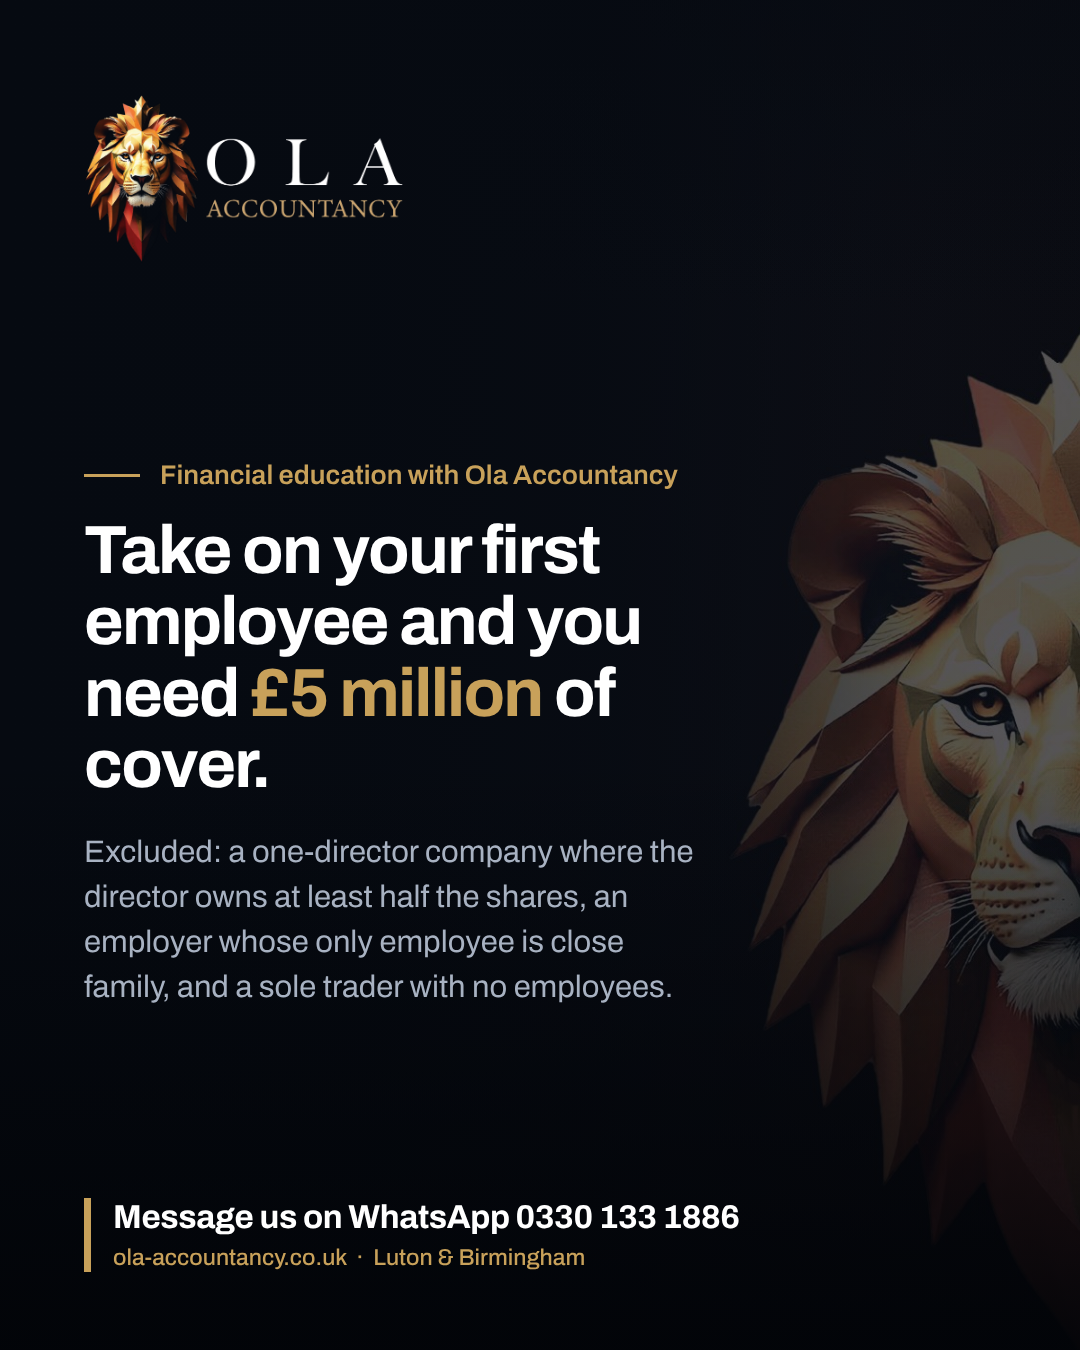 OLA
ACCOUNTANCY
Financial education with Ola Accountancy
Take on your first
employee and you
need £5 million of
cover.
Excluded: a one-director company where the
director owns at least half the shares, an
employer whose only employee is close
family, and a sole trader with no employees.
Message us on WhatsApp 0330 133 1886
ola-accountancy.co.uk · Luton & Birmingham